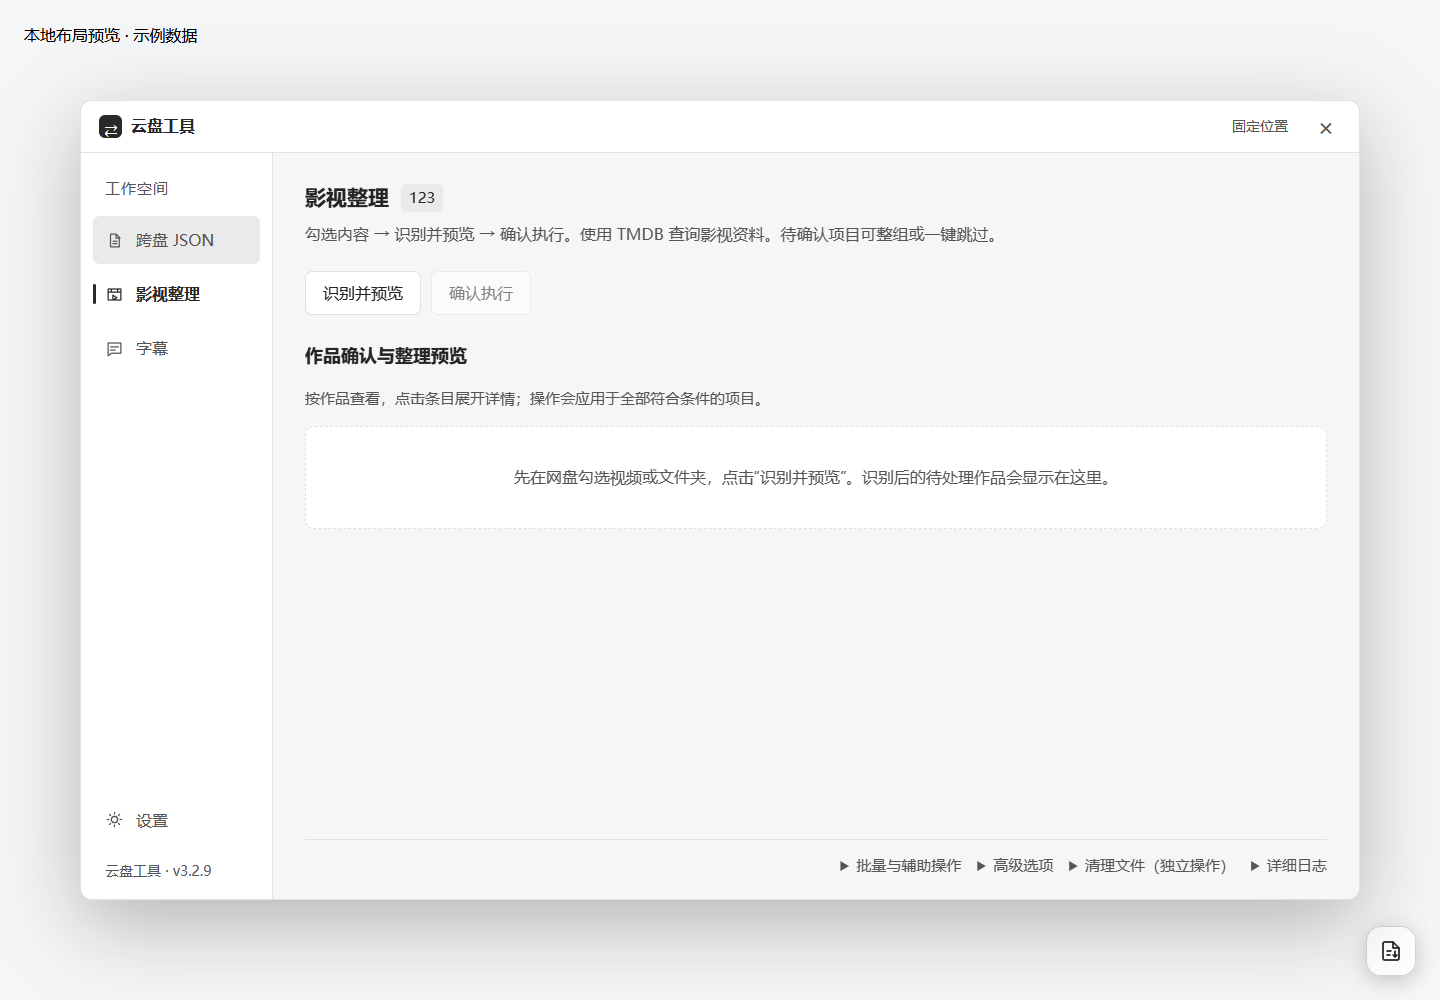 本地布局预览 · 示例数据
云盘工具
固定位置
工作空间
跨盘 JSON
影视整理
字幕
设置
云盘工具 · v3.2.9
影视整理 123
勾选内容 → 识别并预览 → 确认执行。使用 TMDB 查询影视资料。待确认项目可整组或一键跳过。
识别并预览 确认执行
作品确认与整理预览
按作品查看，点击条目展开详情；操作会应用于全部符合条件的项目。
先在网盘勾选视频或文件夹，点击“识别并预览”。识别后的待处理作品会显示在这里。
▶ 批量与辅助操作 ▶ 高级选项 ▶ 清理文件（独立操作） ▶ 详细日志